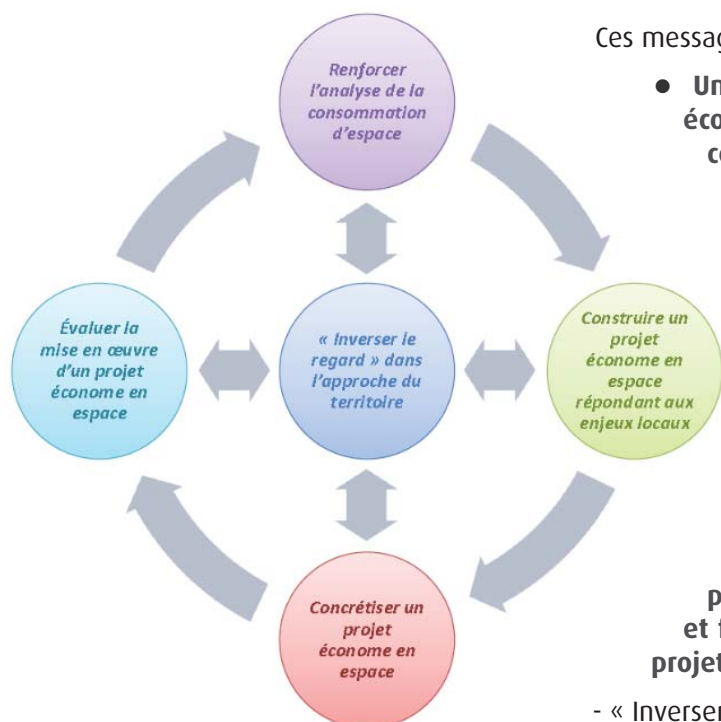 Ces messag
● Un
éco
c
Renforcer
l'analyse de la
consommation
d'espace
Évaluer la
mise en œuvre
d'un projet
économe en
espace
« Inverser le
regard » dans
l'approche du
territoire
Construire un
projet
économe en
espace
répondant aux
enjeux locaux
Concrétiser un
projet
économe en
espace
p
et f
projet
- « Inverser